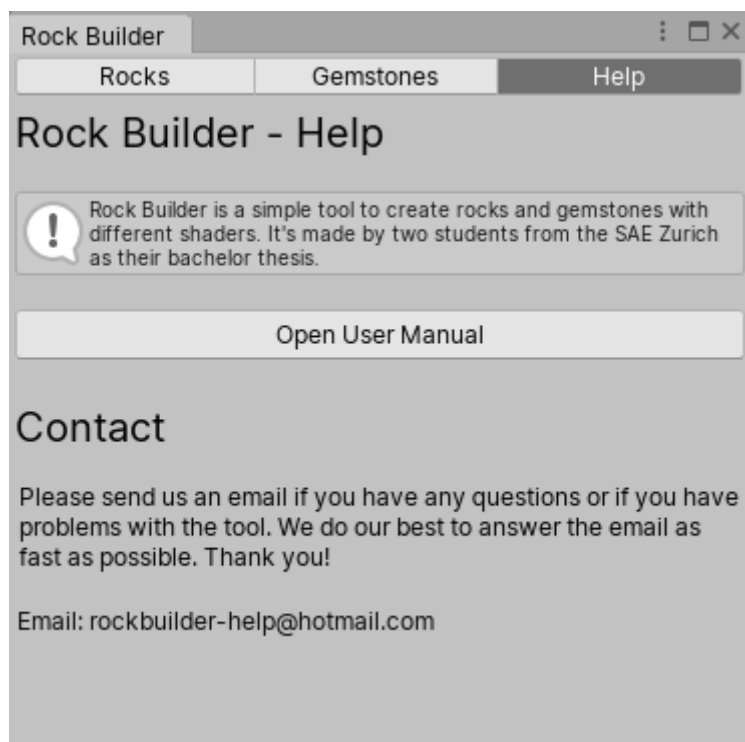 Rock Builder
Rocks Gemstones Help
Rock Builder - Help
Rock Builder is a simple tool to create rocks and gemstones with
different shaders. It's made by two students from the SAE Zurich
as their bachelor thesis.
Open User Manual
Contact
Please send us an email if you have any questions or if you have
problems with the tool. We do our best to answer the email as
fast as possible. Thank you!
Email: rockbuilder-help@hotmail.com